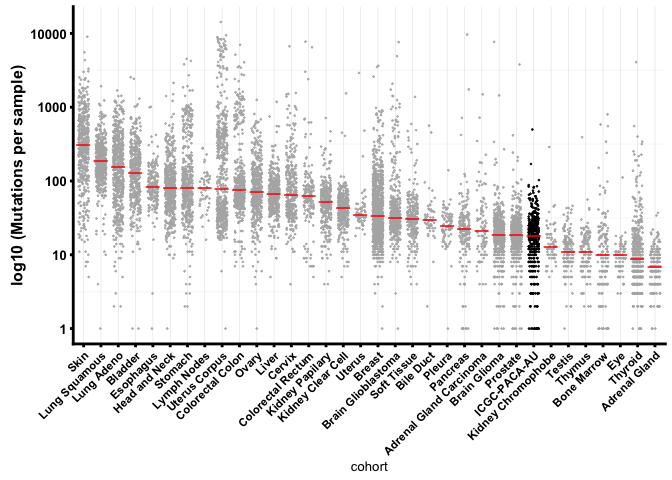 log10 (Mutations per sample)
10000
1000
100
10
1
Skin
Lung Squamous
Lung Adeno
Bladder
Esophagus
Head and Neck
Stomach
Lymph Nodes
Uterus Corpus
Colorectal Colon
Ovary
Liver
Cervix
Colorectal Rectum
Kidney Papillary
Kidney Clear Cell
Uterus
Breast
Brain Glioblastoma
Soft Tissue
Bile Duct
Pleura
Pancreas
Adrenal Gland Carcinoma
Brain Glioma
Prostate
ICGC-PACA-AU
Kidney Chromophobe
Testis
Thymus
Bone Marrow
Eye
Thyroid
Adrenal Gland
cohort